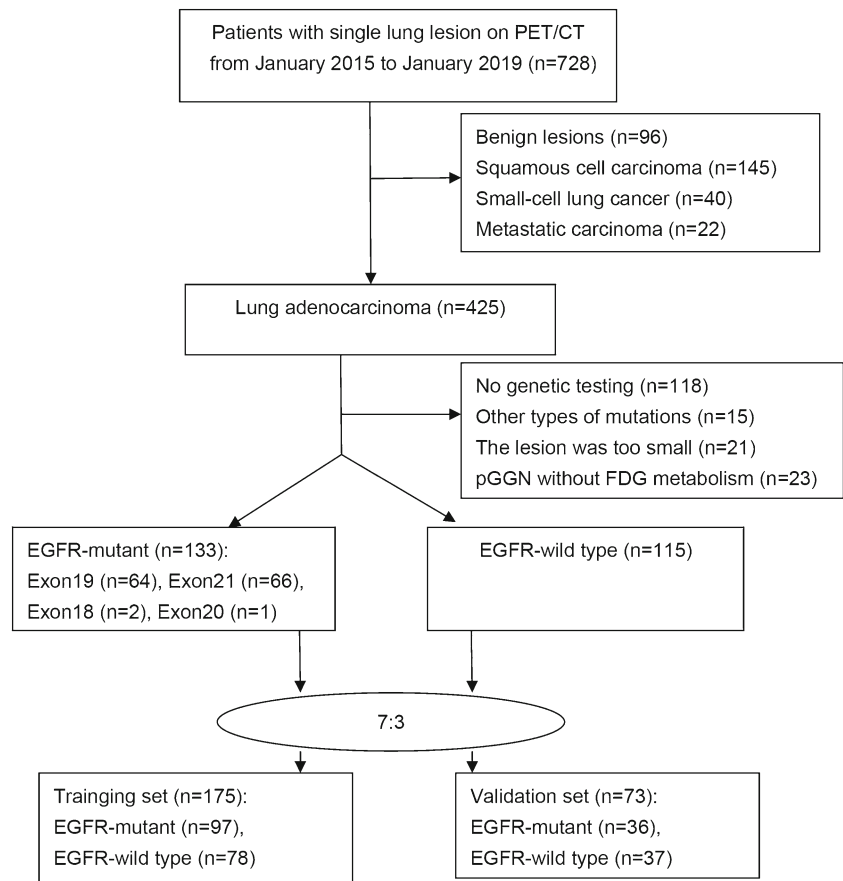 Patients with single lung lesion on PET/CT
from January 2015 to January 2019 (n=728)
Benign lesions (n=96)
Squamous cell carcinoma (n=145)
Small-cell lung cancer (n=40)
Metastatic carcinoma (n=22)
Lung adenocarcinoma (n=425)
No genetic testing (n=118)
Other types of mutations (n=15)
The lesion was too small (n=21)
pGGN without FDG metabolism (n=23)
EGFR-mutant (n=133):
Exon19 (n=64), Exon21 (n=66),
Exon18 (n=2), Exon20 (n=1)
EGFR-wild type (n=115)
7:3
Trainging set (n=175):
EGFR-mutant (n=97),
EGFR-wild type (n=78)
Validation set (n=73):
EGFR-mutant (n=36),
EGFR-wild type (n=37)